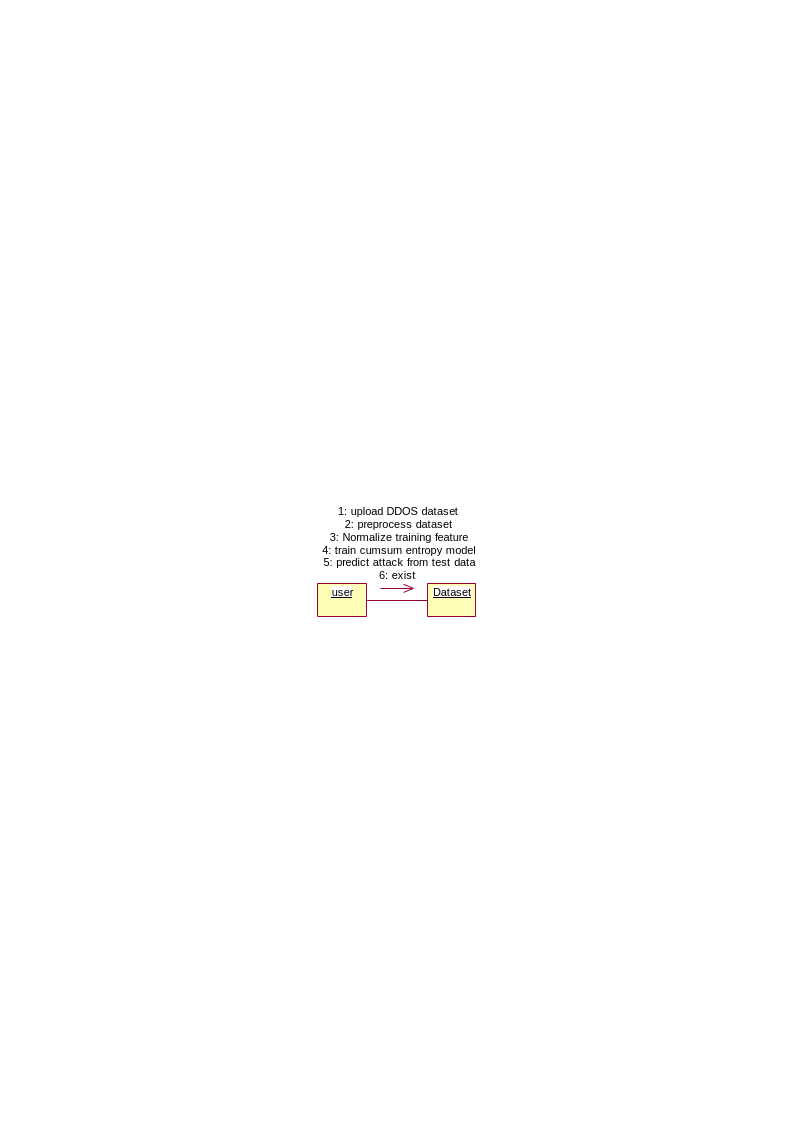 1: upload DDOS dataset
2: preprocess dataset
3: Normalize training feature
4: train cumsum entropy model
5: predict attack from test data
6: exist
user
Dataset